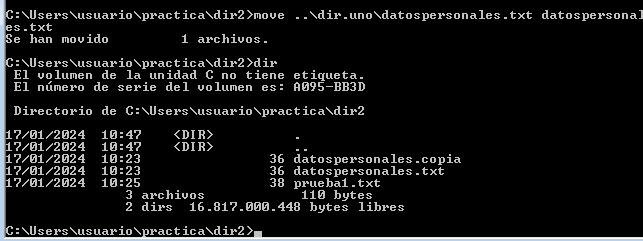 C:\Users\usuario\practica\dir2>move ..\dir.uno\datospersonales.txt datospersonal
es.txt
Se han movido         1 archivos.
C:\Users\usuario\practica\dir2>dir
 El volumen de la unidad C no tiene etiqueta.
 El número de serie del volumen es: A095-BB3D
 Directorio de C:\Users\usuario\practica\dir2
17/01/2024  10:47    <DIR>          .
17/01/2024  10:47    <DIR>          ..
17/01/2024  10:23                36 datospersonales.copia
17/01/2024  10:23                36 datospersonales.txt
17/01/2024  10:25                38 prueba1.txt
               3 archivos            110 bytes
               2 dirs  16.817.000.448 bytes libres
C:\Users\usuario\practica\dir2>